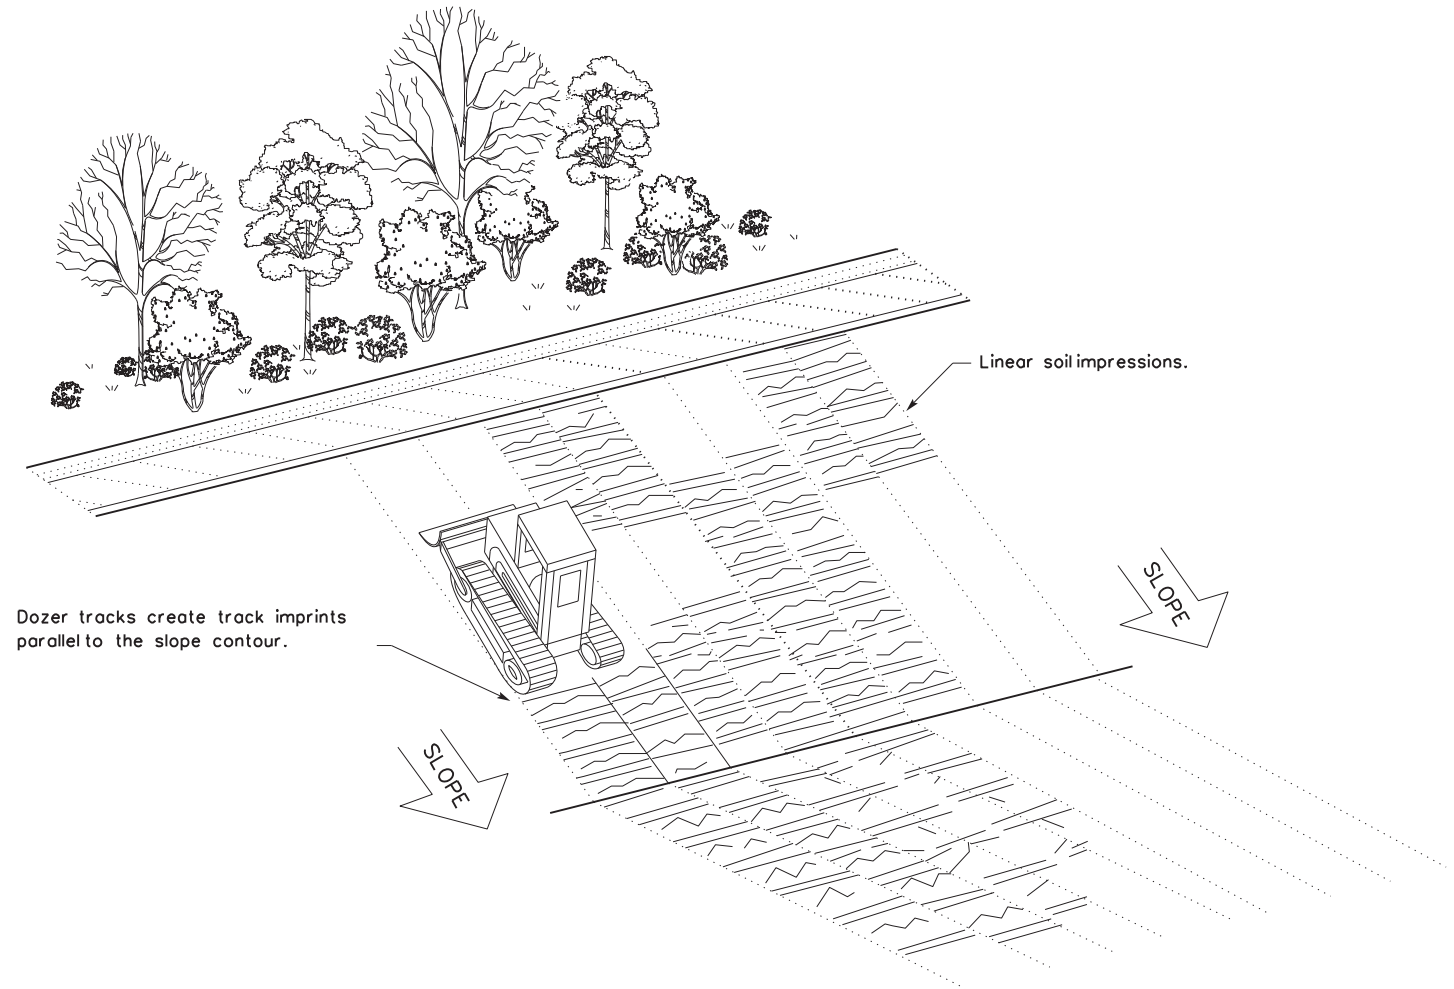 Linear soil impressions.
SLOPE
Dozer tracks create track imprints
parallel to the slope contour.
SLOPE